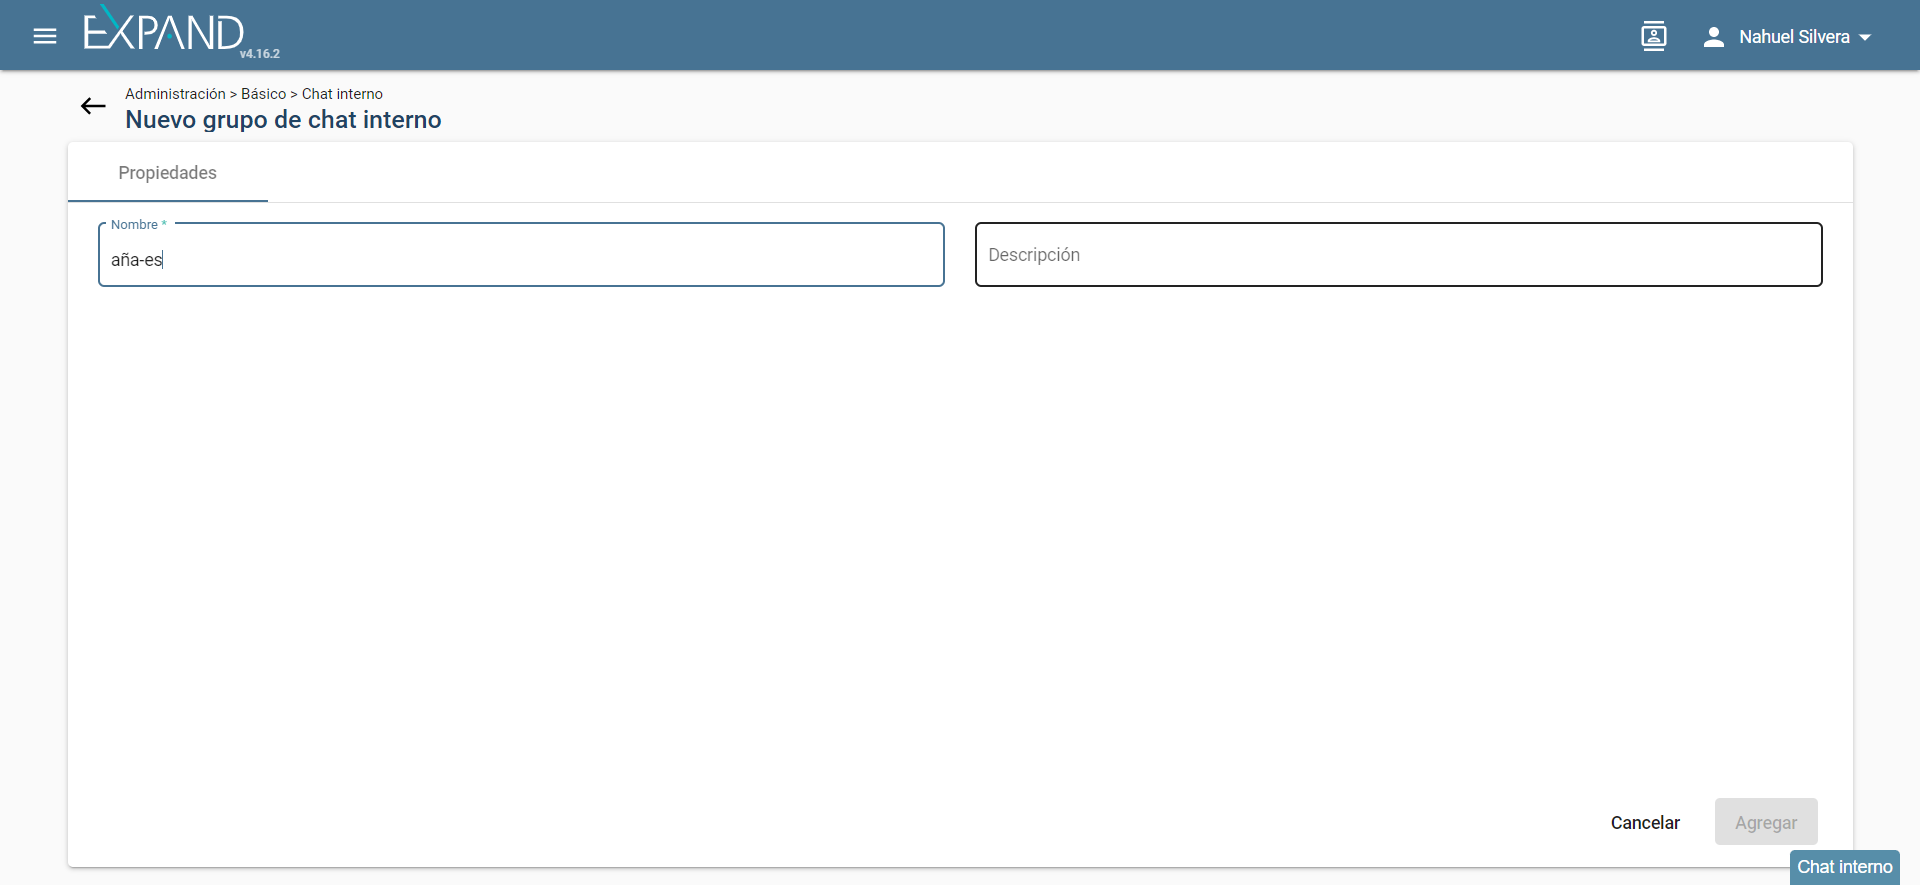 EXPAND
v4.16.2
Nahuel Silvera
Administración > Básico > Chat interno
Nuevo grupo de chat interno
Propiedades
Nombre *
aña-es
Descripción
Cancelar
Agregar
Chat interno